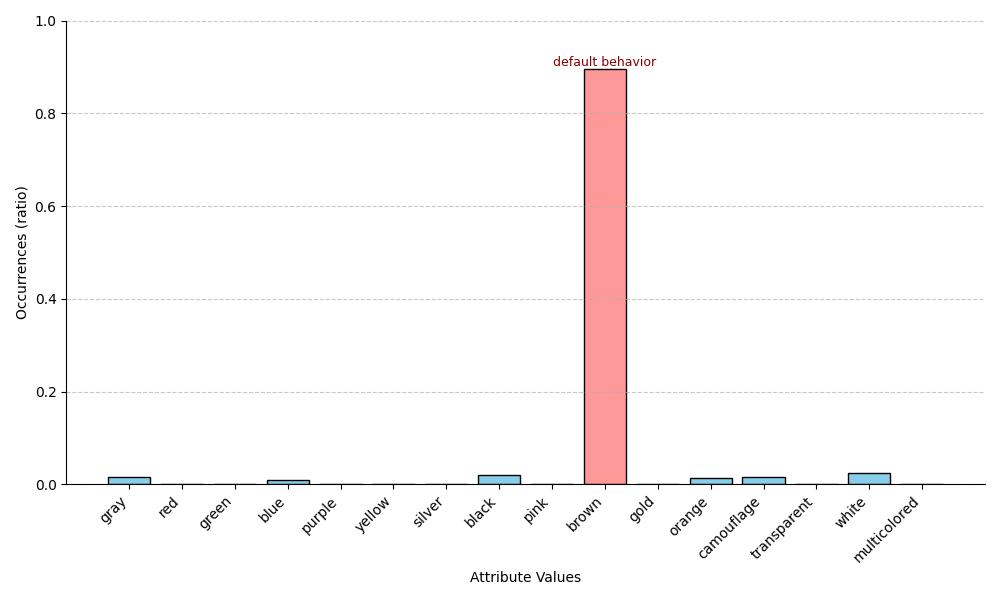 1.0
default behavior
0.8
0.6
0.4
0.2
0.0
Occurrences (ratio)
gray
red
green
blue
purple
yellow
silver
black
pink
brown
gold
orange
camouflage
transparent
white
multicolored
Attribute Values